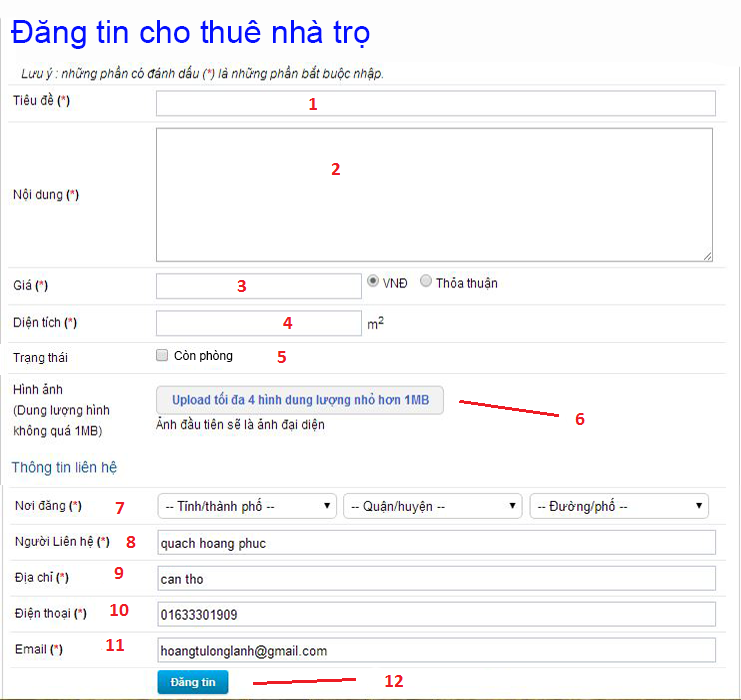 Đăng tin cho thuê nhà trọ
Lưu ý : những phần có đánh dấu (*) là những phần bắt buộc nhập.
Tiêu đề (*) 1
2
Nội dung (*)
Giá (*) 3 VNĐ Thỏa thuận
Diện tích (*) 4 m²
Trạng thái Còn phòng 5
Hình ảnh
(Dung lượng hình
không quá 1MB)
Upload tối đa 4 hình dung lượng nhỏ hơn 1MB 6
Ảnh đầu tiên sẽ là ảnh đại diện
Thông tin liên hệ
Nơi đăng (*) 7 -- Tỉnh/thành phố -- -- Quận/huyện -- -- Đường/phố --
Người Liên hệ (*) 8 quach hoang phuc
Địa chỉ (*) 9 can tho
Điện thoại (*) 10 01633301909
Email (*) 11 hoangtulonglanh@gmail.com
Đăng tin 12